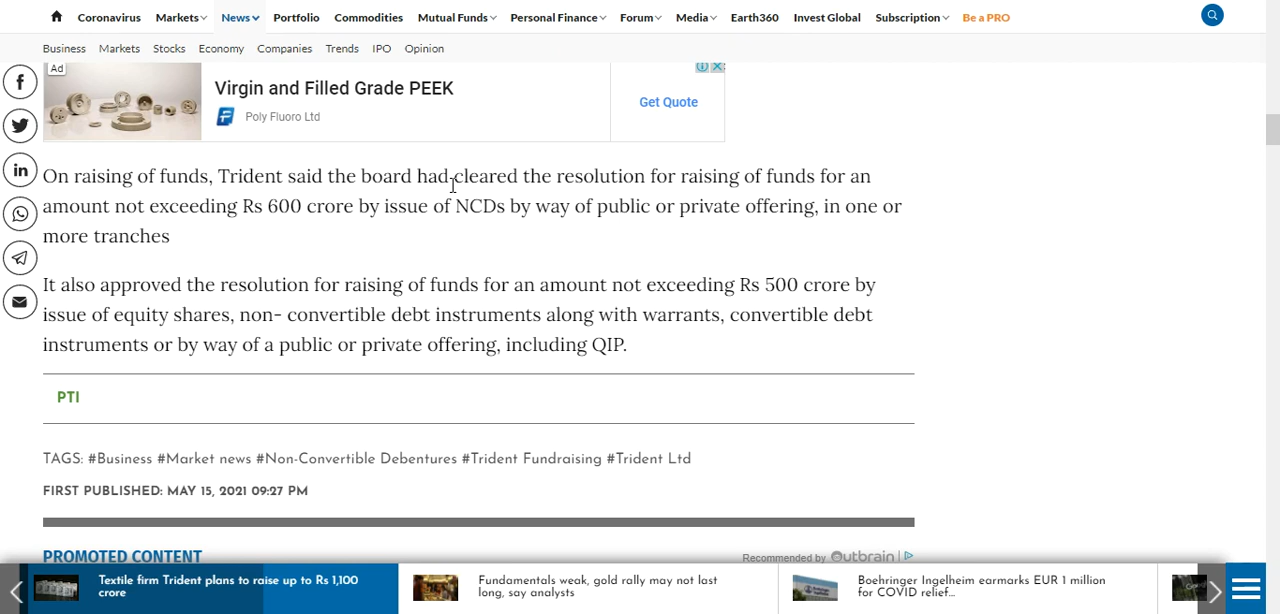 Coronavirus Markets News Portfolio Commodities Mutual Funds Personal Finance Forum Media Earth360 Invest Global Subscription Be a PRO
Business Markets Stocks Economy Companies Trends IPO Opinion
Ad
Virgin and Filled Grade PEEK
Poly Fluoro Ltd
Get Quote
On raising of funds, Trident said the board had cleared the resolution for raising of funds for an
amount not exceeding Rs 600 crore by issue of NCDs by way of public or private offering, in one or
more tranches
It also approved the resolution for raising of funds for an amount not exceeding Rs 500 crore by
issue of equity shares, non- convertible debt instruments along with warrants, convertible debt
instruments or by way of a public or private offering, including QIP.
PTI
TAGS: #Business #Market news #Non-Convertible Debentures #Trident Fundraising #Trident Ltd
FIRST PUBLISHED: MAY 15, 2021 09:27 PM
PROMOTED CONTENT
Recommended by Outbrain
Textile firm Trident plans to raise up to Rs 1,100
crore
Fundamentals weak, gold rally may not last
long, say analysts
Boehringer Ingelheim earmarks EUR 1 million
for COVID relief...